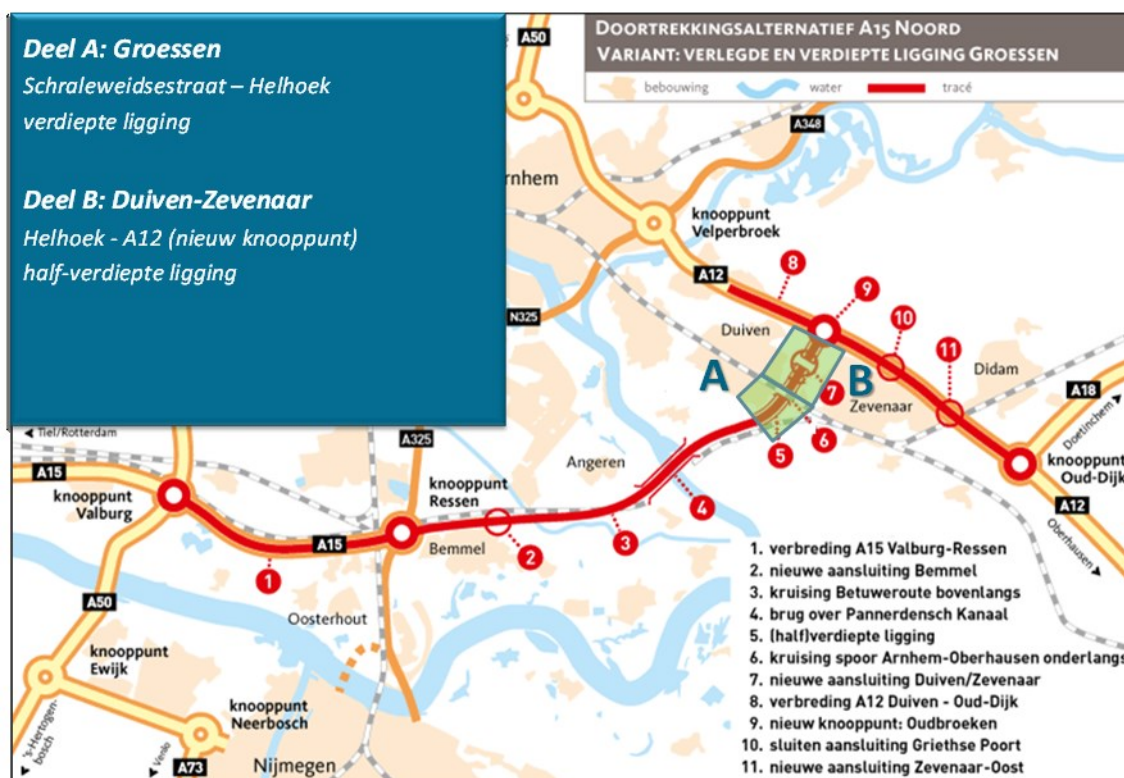 Deel A: Groessen
Schraleweidsestraat – Helhoek
verdiepte ligging
Deel B: Duiven-Zevenaar
Helhoek - A12 (nieuw knooppunt)
half-verdiepte ligging
DOORTREKKINGSALTERNATIEF A15 NOORD
VARIANT: VERLEGDE EN VERDIEPTE LIGGING GROESSEN
bebouwing
water
tracé
A50
A348
rnhem
knooppunt
Velperbroek
A12
N325
8
9
10
11
Duiven
A
B
7
Didam
Zevenaar
A18
Doetinchem
6
5
knooppunt
Oud-Dijk
A12
Oberhausen
Tiel/Rotterdam
A325
A15
knooppunt
Valburg
knooppunt
Ressen
Angeren
4
A15
Bemmel
1
2
3
A50
Oosterhout
knooppunt
Ewijk
knooppunt
Neerbosch
's-Hertogen-
bosch
Venlo
A73
Nijmegen
1. verbreding A15 Valburg-Ressen
2. nieuwe aansluiting Bemmel
3. kruising Betuweroute bovenlangs
4. brug over Pannerdensch Kanaal
5. (half)verdiepte ligging
6. kruising spoor Arnhem-Oberhausen onderlangs
7. nieuwe aansluiting Duiven/Zevenaar
8. verbreding A12 Duiven - Oud-Dijk
9. nieuw knooppunt: Oudbroeken
10. sluiten aansluiting Griethse Poort
11. nieuwe aansluiting Zevenaar-Oost